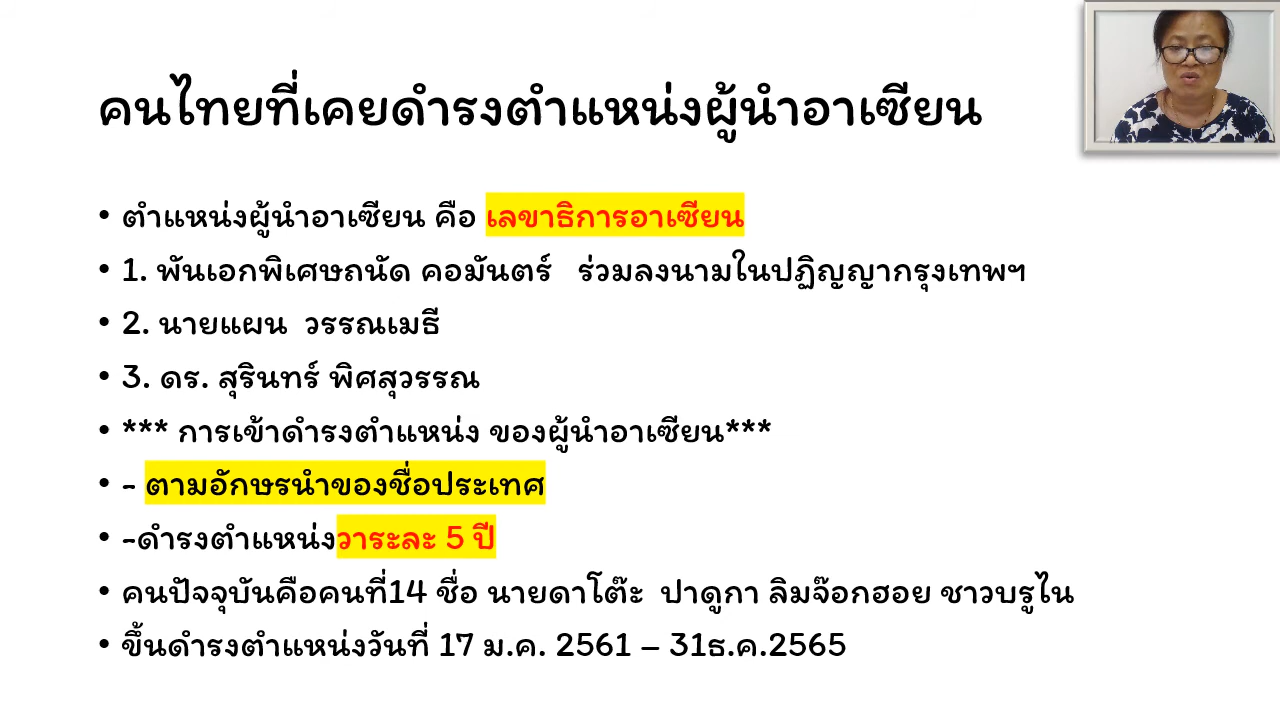 คนไทยที่เคยดำรงตำแหน่งผู้นำอาเซียน
• ตำแหน่งผู้นำอาเซียน คือ เลขาธิการอาเซียน
• 1. พันเอกพิเศษถนัด คอมันตร์ ร่วมลงนามในปฏิญญากรุงเทพฯ
• 2. นายแผน วรรณเมธี
• 3. ดร. สุรินทร์ พิศสุวรรณ
• *** การเข้าดำรงตำแหน่ง ของผู้นำอาเซียน***
• - ตามอักษรนำของชื่อประเทศ
• -ดำรงตำแหน่งวาระละ 5 ปี
• คนปัจจุบันคือคนที่14 ชื่อ นายดาโต๊ะ ปาดูกา ลิมจ๊อกฮอย ชาวบรูไน
• ขึ้นดำรงตำแหน่งวันที่ 17 ม.ค. 2561 – 31ธ.ค.2565